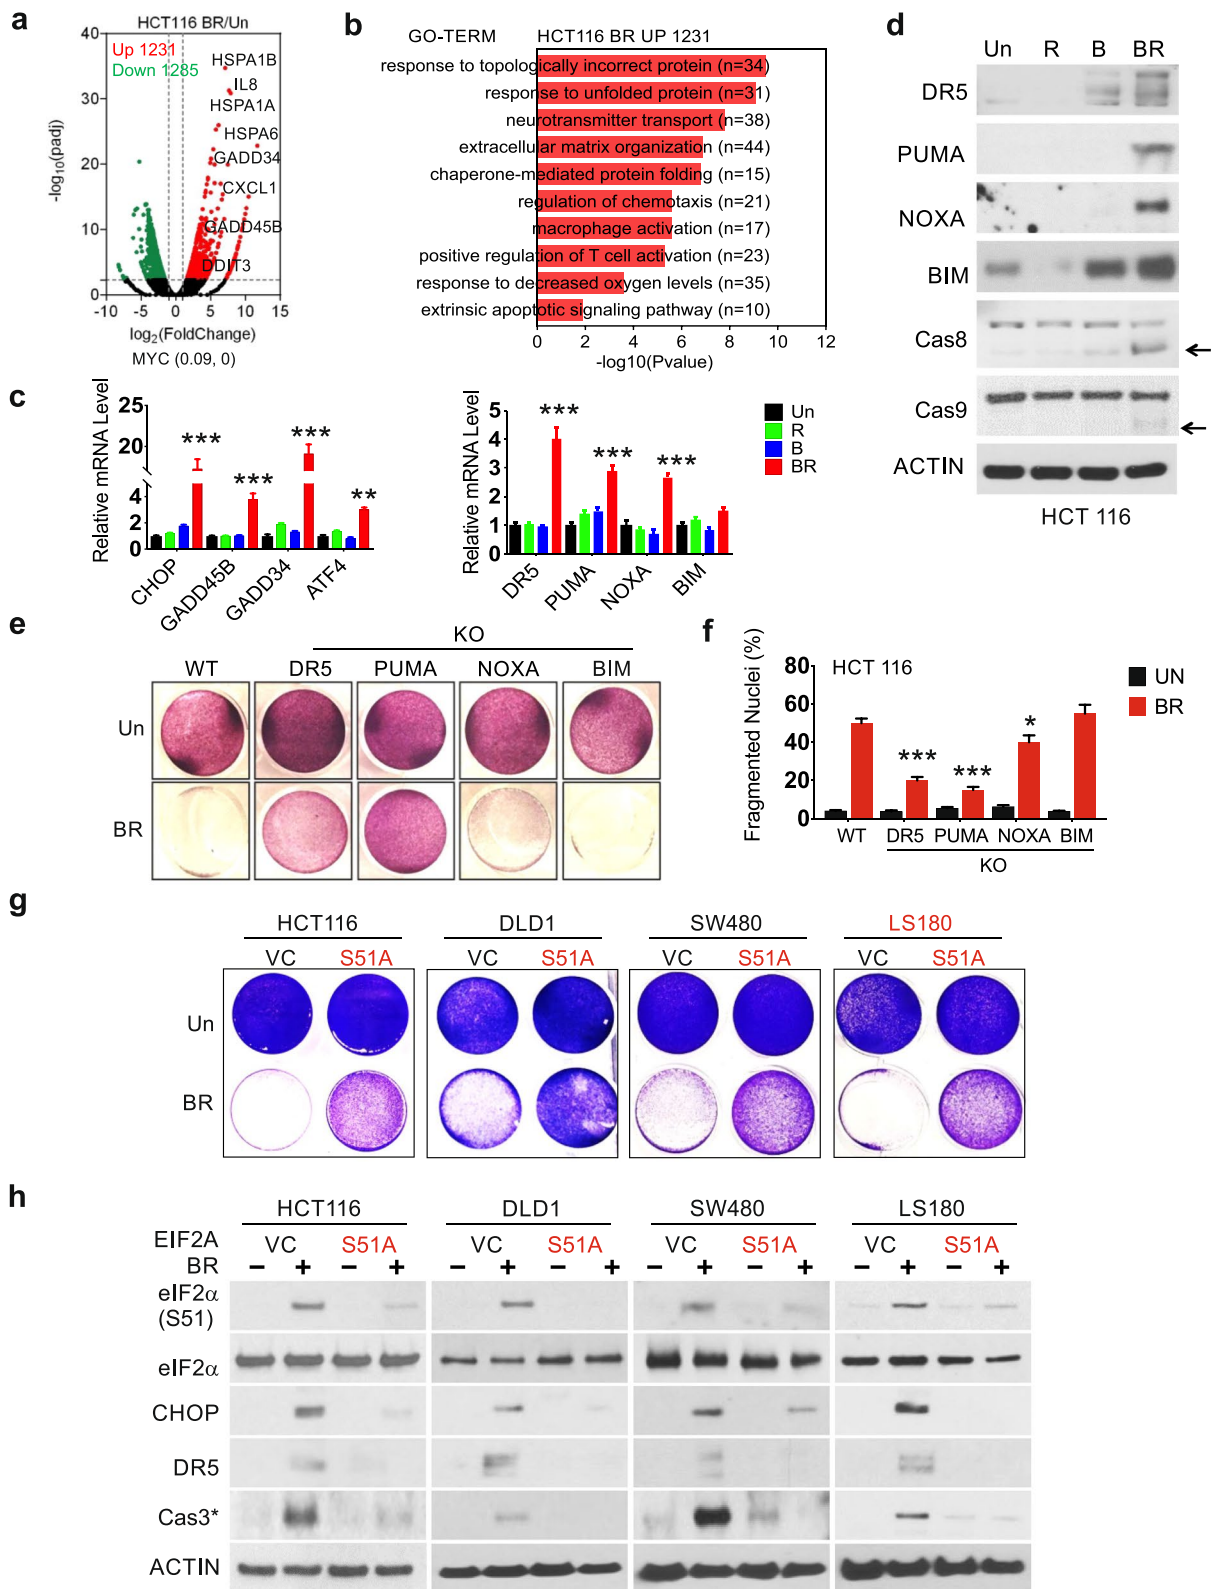 a
HCT116 BR/Un
Up 1231
Down 1285
HSPA1B
IL8
HSPA1A
HSPA6
GADD34
CXCL1
GADD45B
DDIT3
40
30
20
10
0
-log10(padj)
-10 -5 0 5 10 15
log2(FoldChange)
MYC (0.09, 0)
b
GO-TERM HCT116 BR UP 1231
response to topologically incorrect protein (n=34)
response to unfolded protein (n=31)
neurotransmitter transport (n=38)
extracellular matrix organization (n=44)
chaperone-mediated protein folding (n=15)
regulation of chemotaxis (n=21)
macrophage activation (n=17)
positive regulation of T cell activation (n=23)
response to decreased oxygen levels (n=35)
extrinsic apoptotic signaling pathway (n=10)
0 2 4 6 8 10 12
-log10(Pvalue)
c
Relative mRNA Level
25
20
4
2
0
*** *** *** **
CHOP GADD45B GADD34 ATF4
Relative mRNA Level
5
4
3
2
1
0
*** *** ***
DR5 PUMA NOXA BIM
Un
R
B
BR
d
Un R B BR
DR5
PUMA
NOXA
BIM
Cas8
Cas9
ACTIN
HCT 116
e
KO
WT DR5 PUMA NOXA BIM
Un
BR
f
Fragmented Nuclei (%)
80
60
40
20
0
HCT 116
*** *** *
UN
BR
WT DR5 PUMA NOXA BIM
KO
g
HCT116 DLD1 SW480 LS180
VC S51A VC S51A VC S51A VC S51A
Un
BR
h
HCT116 DLD1 SW480 LS180
EIF2A VC S51A VC S51A VC S51A VC S51A
BR − + − + − + − + − + − + − + − +
eIF2α
(S51)
eIF2α
CHOP
DR5
Cas3*
ACTIN